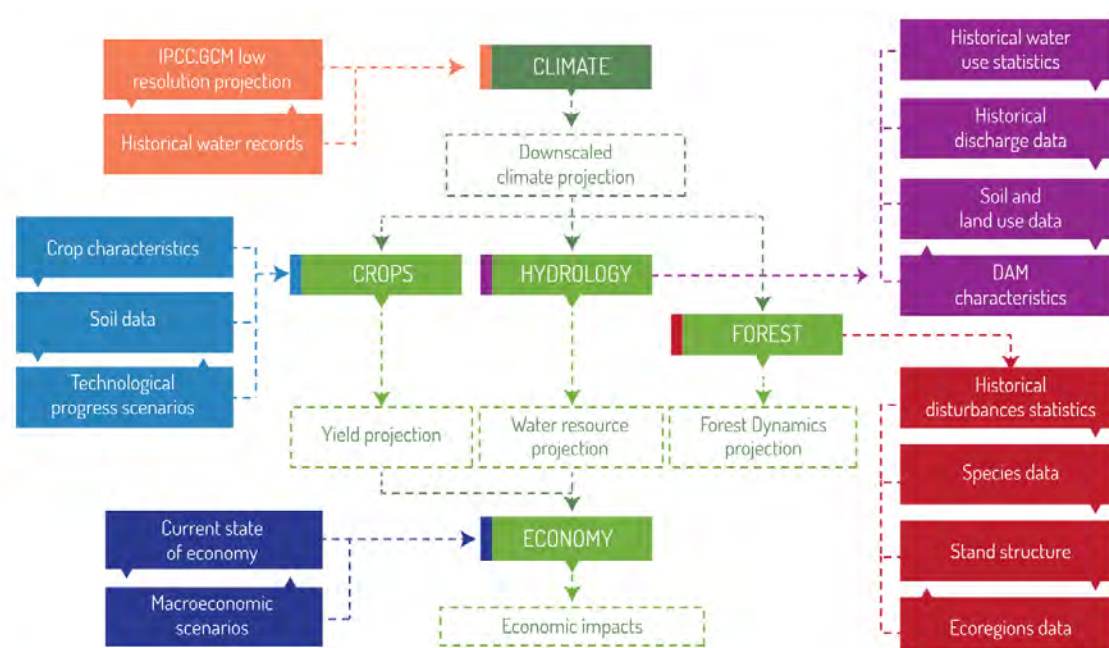 IPCC.GCM low
resolution projection
Historical water records
CLIMATE
Downscaled
climate projection
Historical water
use statistics
Historical
discharge data
Soil and
land use data
DAM
characteristics
Crop characteristics
Soil data
Technological
progress scenarios
CROPS
HYDROLOGY
FOREST
Yield projection
Water resource
projection
Forest Dynamics
projection
Historical
disturbances statistics
Species data
Stand structure
Ecoregions data
Current state
of economy
Macroeconomic
scenarios
ECONOMY
Economic impacts